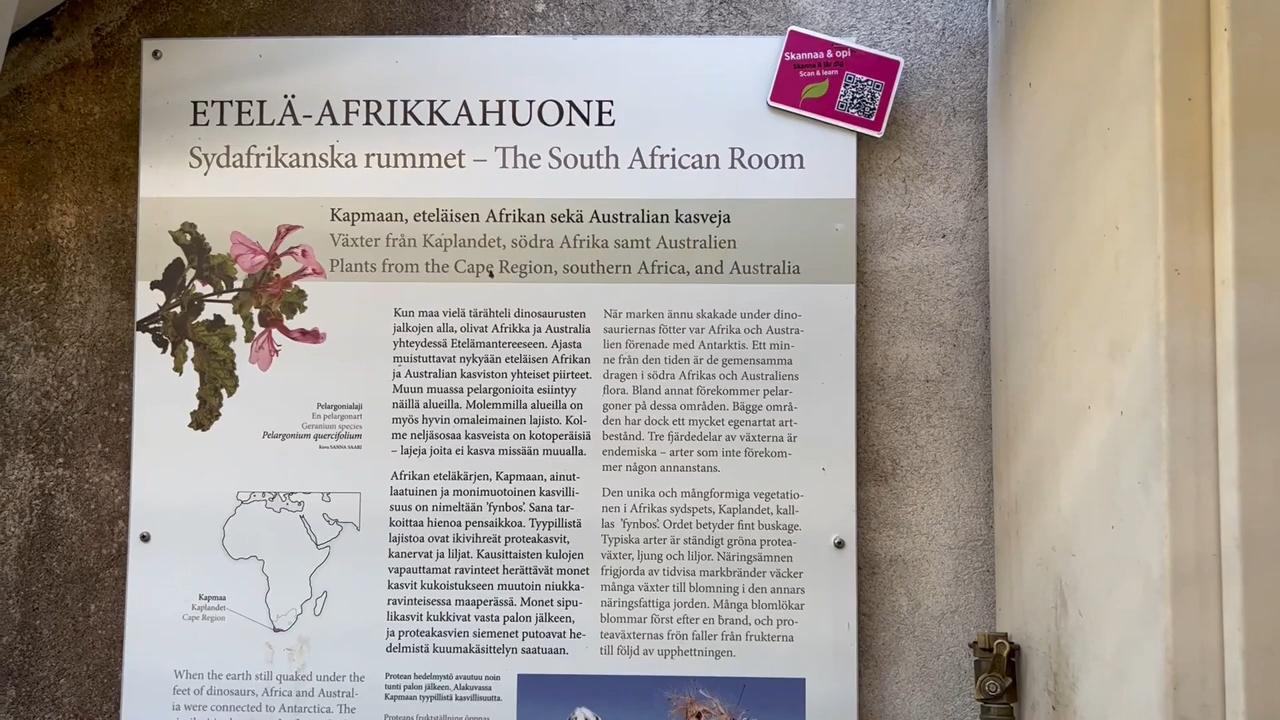 Skannaa & opi
Skanna & lär dig
Scan & learn
ETELÄ-AFRIKKAHUONE
Sydafrikanska rummet – The South African Room
Kapmaan, eteläisen Afrikan sekä Australian kasveja
Växter från Kaplandet, södra Afrika samt Australien
Plants from the Cape Region, southern Africa, and Australia
Pelargonialaji
En pelargonart
Geranium species
Pelargonium quercifolium
Kuva SANNA SAARI
Kapmaa
Kaplandet
Cape Region
When the earth still quaked under the
feet of dinosaurs, Africa and Austral-
ia were connected to Antarctica. The
Kun maa vielä tärähteli dinosaurusten
jalkojen alla, olivat Afrikka ja Australia
yhteydessä Etelämantereeseen. Ajasta
muistuttavat nykyään eteläisen Afrikan
ja Australian kasviston yhteiset piirteet.
Muun muassa pelargonioita esiintyy
näillä alueilla. Molemmilla alueilla on
myös hyvin omaleimainen lajisto. Kol-
me neljäsosaa kasveista on kotoperäisiä
– lajeja joita ei kasva missään muualla.
Afrikan eteläkärjen, Kapmaan, ainut-
laatuinen ja monimuotoinen kasvilli-
suus on nimeltään 'fynbos'. Sana tar-
koittaa hienoa pensaikkoa. Tyypillistä
lajistoa ovat ikivihreät proteakasvit,
kanervat ja liljat. Kausittaisten kulojen
vapauttamat ravinteet herättävät monet
kasvit kukoistukseen muutoin niukka-
ravinteisessa maaperässä. Monet sipu-
likasvit kukkivat vasta palon jälkeen,
ja proteakasvien siemenet putoavat he-
delmistä kuumakäsittelyn saatuaan.
Protean hedelmystö avautuu noin
tunti palon jälkeen. Alakuvassa
Kapmaan tyypillistä kasvillisuutta.
Proteans fruktställning öppnas
När marken ännu skakade under dino-
sauriernas fötter var Afrika och Austra-
lien förenade med Antarktis. Ett min-
ne från den tiden är de gemensamma
dragen i södra Afrikas och Australiens
flora. Bland annat förekommer pelar-
goner på dessa områden. Bägge områ-
den har dock ett mycket egenartat art-
bestånd. Tre fjärdedelar av växterna är
endemiska – arter som inte förekom-
mer någon annanstans.
Den unika och mångformiga vegetatio-
nen i Afrikas sydspets, Kaplandet, kall-
las 'fynbos'. Ordet betyder fint buskage.
Typiska arter är ständigt gröna protea-
växter, ljung och liljor. Näringsämnen
frigjorda av tidvisa markbränder väcker
många växter till blomning i den annars
näringsfattiga jorden. Många blomlökar
blommar först efter en brand, och pro-
teaväxternas frön faller från frukterna
till följd av upphettningen.